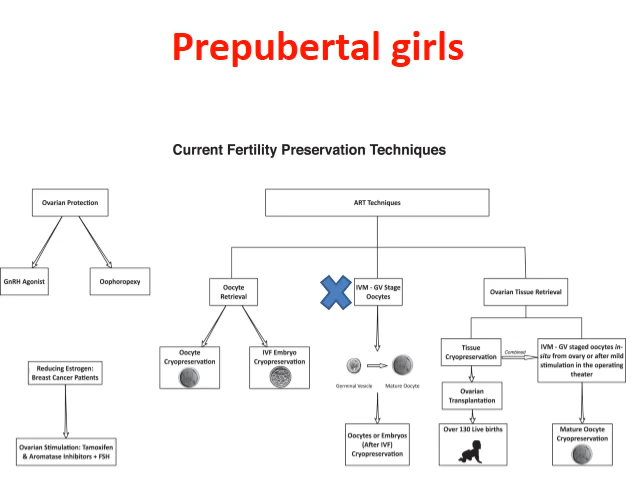 Prepubertal girls
Current Fertility Preservation Techniques
Ovarian Protection
ART Techniques
GnRH Agonist
Oophoropexy
Oocyte
Retrieval
IVM - GV Stage
Oocytes
Ovarian Tissue Retrieval
Oocyte
Cryopreservation
IVF Embryo
Cryopreservation
Tissue
Cryopreservation
Combined
IVM - GV staged oocytes in-
situ from ovary or after mild
stimulation in the operating
theater
Reducing Estrogen:
Breast Cancer Patients
Germinal Vesicle
Mature Oocyte
Ovarian
Transplantation
Ovarian Stimulation: Tamoxifen
& Aromatase Inhibitors + FSH
Oocytes or Embryos
(After IVF)
Cryopreservation
Over 130 Live births
Mature Oocyte
Cryopreservation